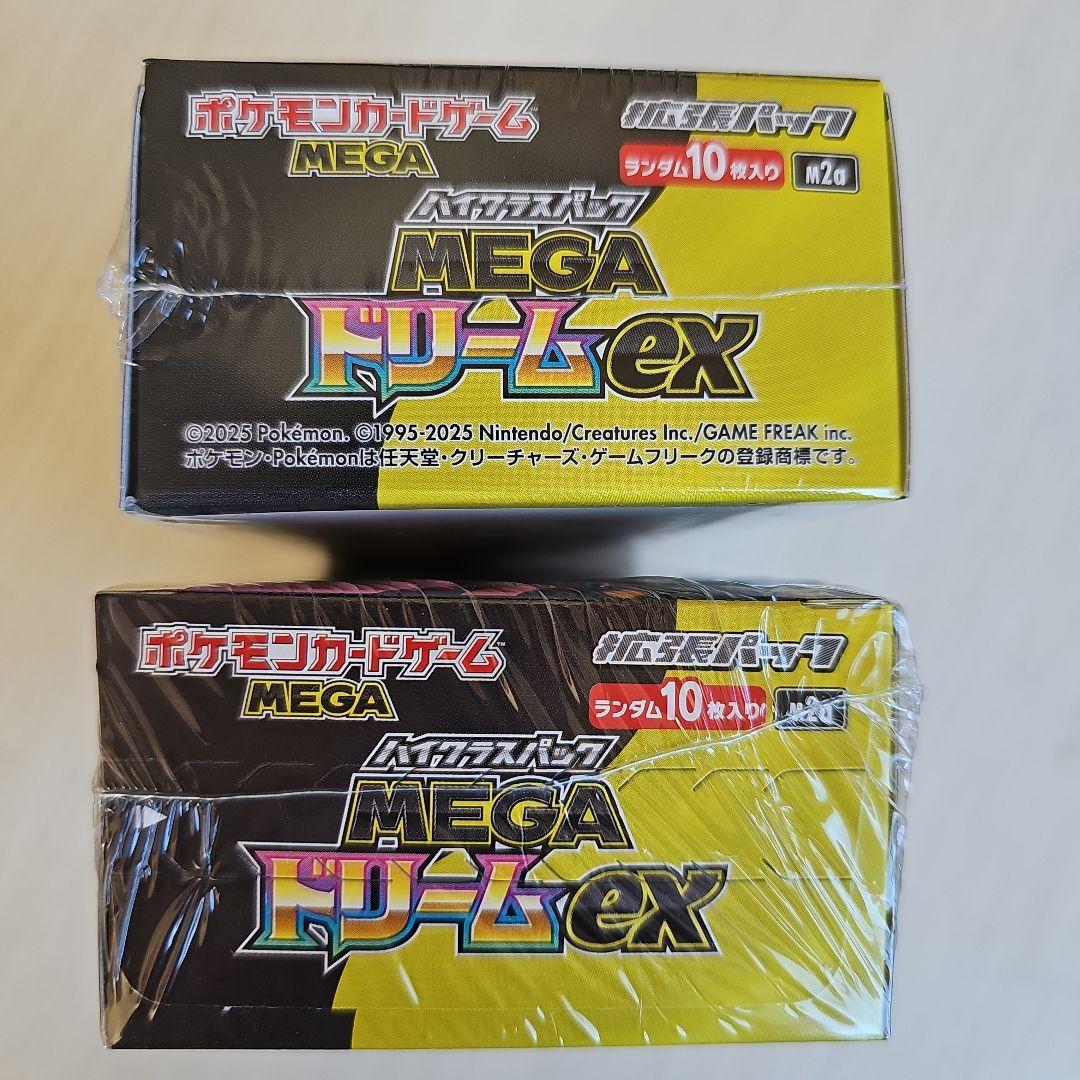 ポケモンカードゲーム 拡張パック
MEGA ランダム10枚入り M2a
ハイクラスパック
MEGA
ドリームex
©2025 Pokémon. ©1995-2025 Nintendo/Creatures Inc./GAME FREAK inc.
ポケモン・Pokémonは任天堂・クリーチャーズ・ゲームフリークの登録商標です。
ポケモンカードゲーム 拡張パック
MEGA ランダム10枚入り M2a
ハイクラスパック
MEGA
ドリームex